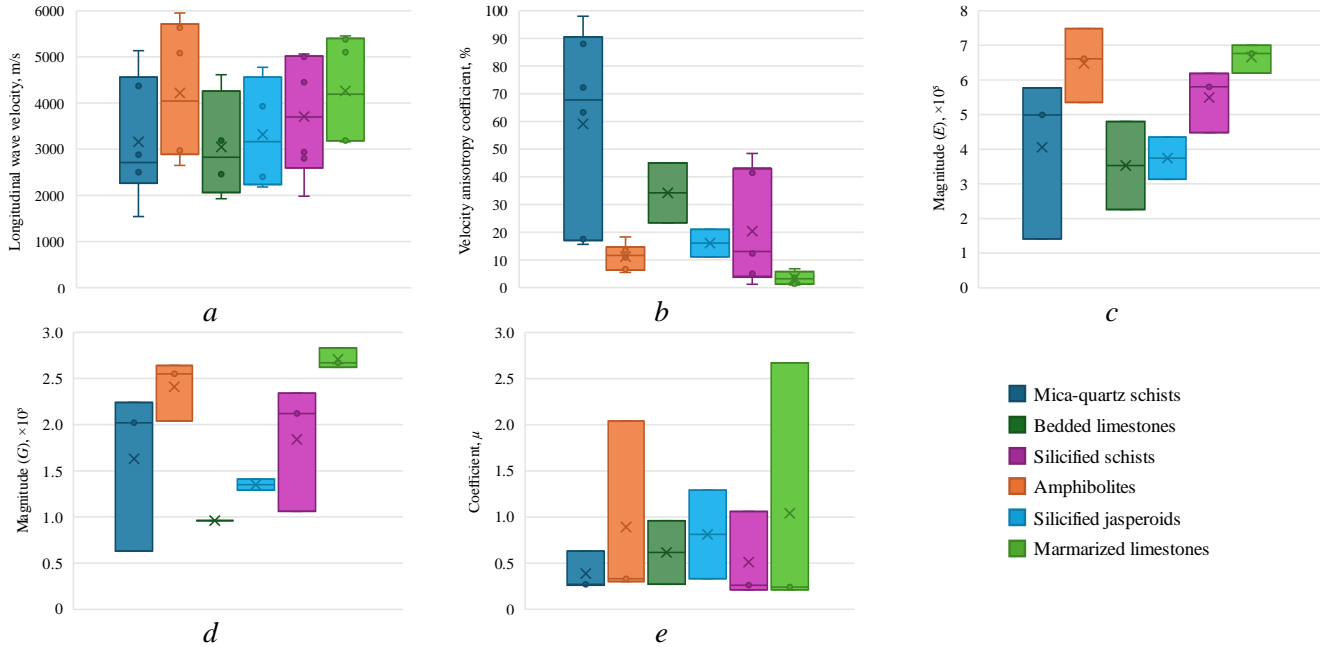 Longitudinal wave velocity, m/s
6000
5000
4000
3000
2000
1000
0
a
Velocity anisotropy coefficient, %
100
90
80
70
60
50
40
30
20
10
0
b
Magnitude (E), ×10⁵
8
7
6
5
4
3
2
1
0
c
Magnitude (G), ×10⁵
3.0
2.5
2.0
1.5
1.0
0.5
0
d
Coefficient, μ
3.0
2.5
2.0
1.5
1.0
0.5
0
e
Mica-quartz schists
Bedded limestones
Silicified schists
Amphibolites
Silicified jasperoids
Marmarized limestones